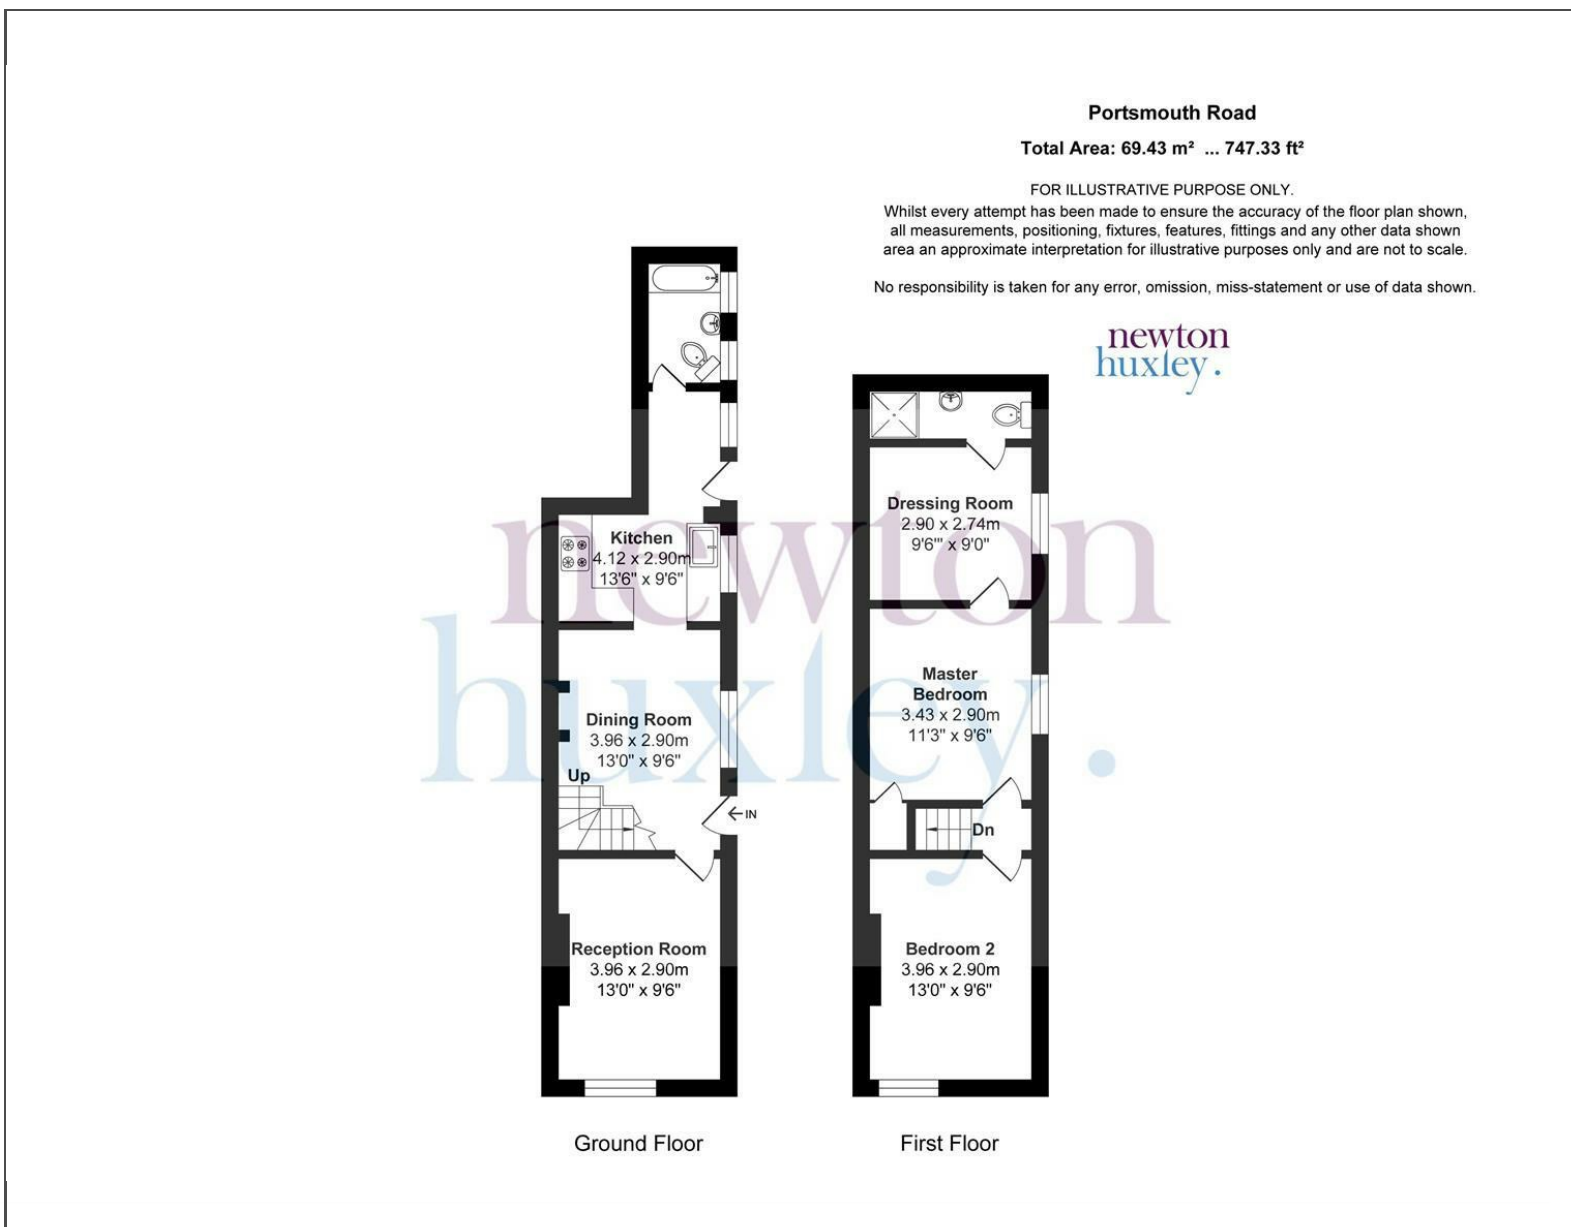 Portsmouth Road
Total Area: 69.43 m² ... 747.33 ft²
FOR ILLUSTRATIVE PURPOSE ONLY.
Whilst every attempt has been made to ensure the accuracy of the floor plan shown,
all measurements, positioning, fixtures, features, fittings and any other data shown
area an approximate interpretation for illustrative purposes only and are not to scale.
No responsibility is taken for any error, omission, miss-statement or use of data shown.
newton
huxley.
Kitchen
4.12 x 2.90m
13'6" x 9'6"
Dining Room
3.96 x 2.90m
13'0" x 9'6"
Up
IN
Reception Room
3.96 x 2.90m
13'0" x 9'6"
Ground Floor
Dressing Room
2.90 x 2.74m
9'6'" x 9'0"
Master
Bedroom
3.43 x 2.90m
11'3" x 9'6"
Dn
Bedroom 2
3.96 x 2.90m
13'0" x 9'6"
First Floor
newton
huxley.